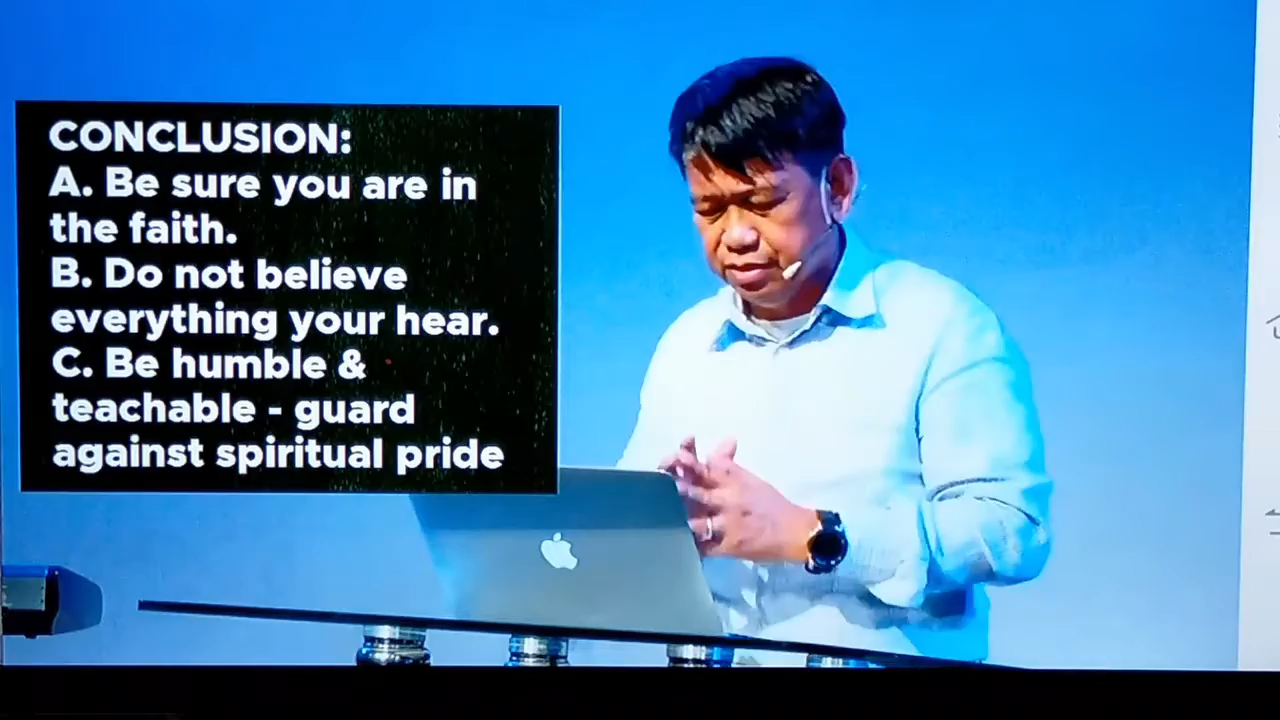 CONCLUSION:
A. Be sure you are in
the faith.
B. Do not believe
everything your hear.
C. Be humble &
teachable - guard
against spiritual pride